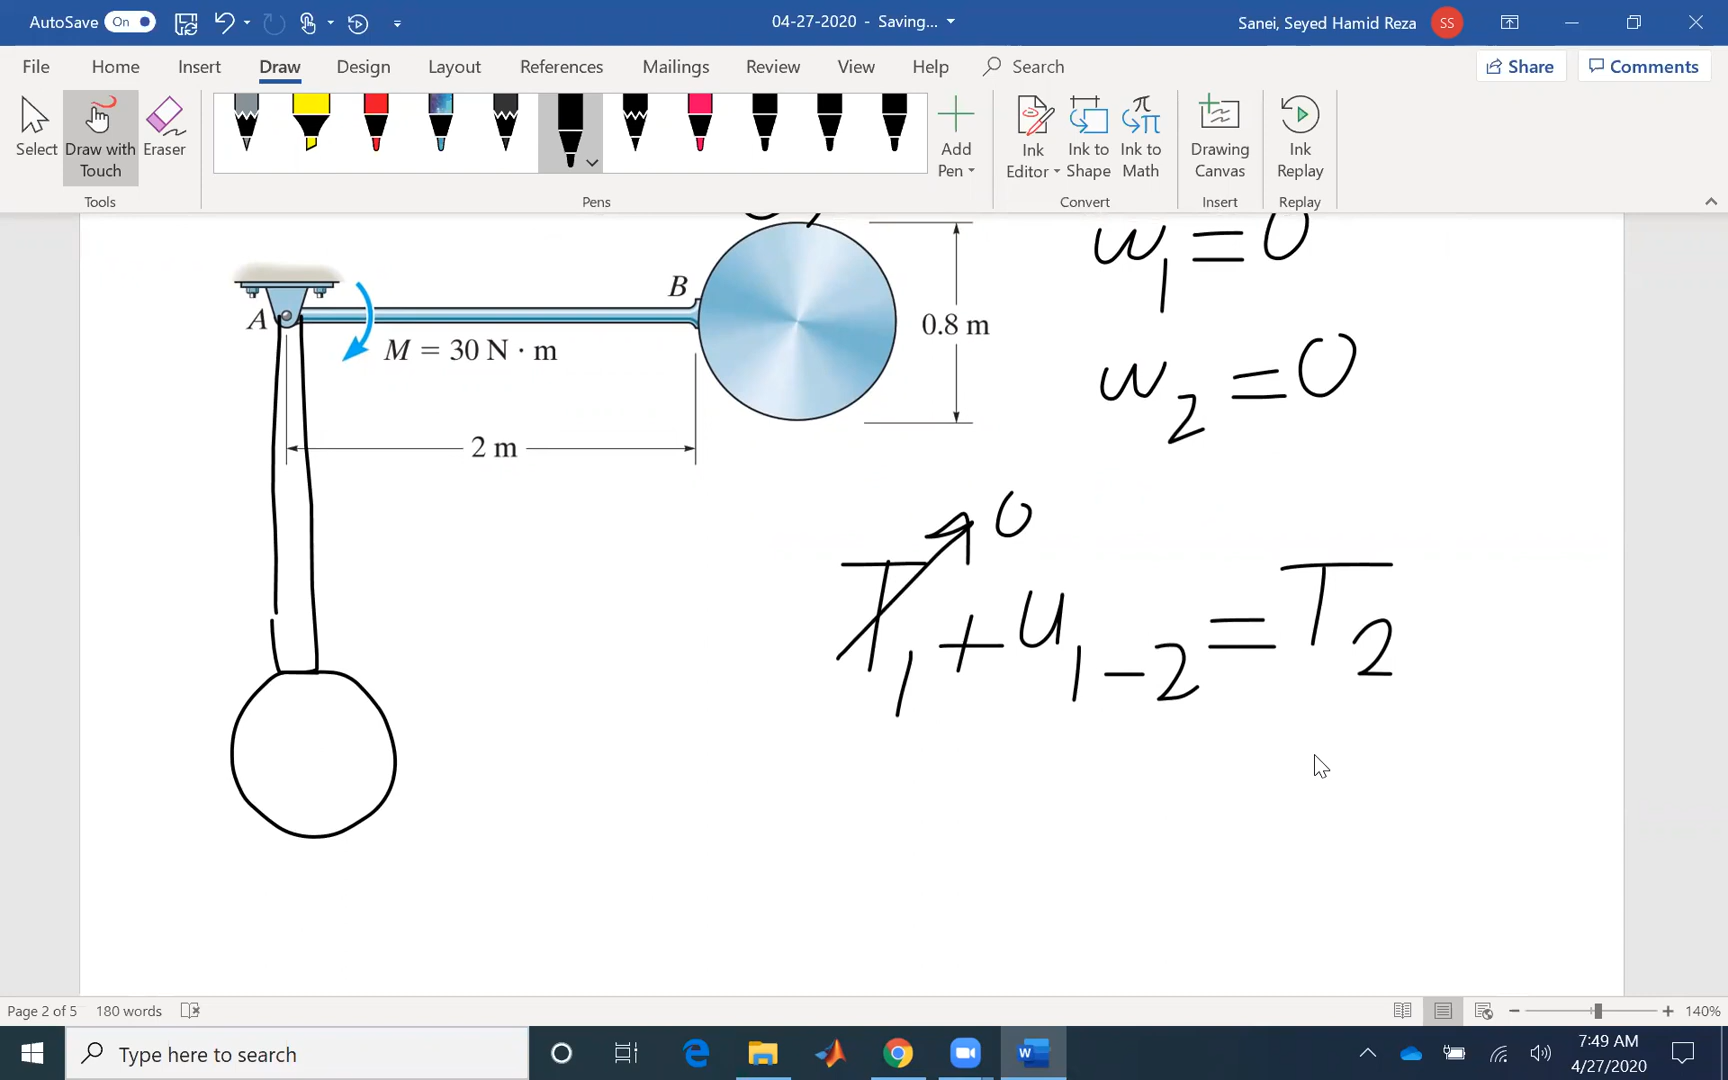 AutoSave On 04-27-2020 - Saving... Sanei, Seyed Hamid Reza SS
File Home Insert Draw Design Layout References Mailings Review View Help Search Share Comments
Select Draw with Touch Eraser Add Pen Ink Editor Ink to Shape Ink to Math Drawing Canvas Ink Replay
Tools Pens Convert Insert Replay
w1 = 0
B
A
0.8 m
M = 30 N · m
w2 = 0
2 m
0
T1 + U1-2 = T2
Page 2 of 5 180 words 140%
Type here to search
7:49 AM
4/27/2020